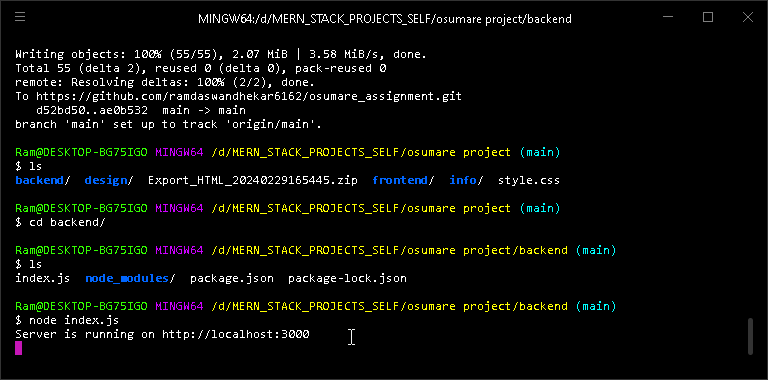 MINGW64:/d/MERN_STACK_PROJECTS_SELF/osumare project/backend
Writing objects: 100% (55/55), 2.07 MiB | 3.58 MiB/s, done.
Total 55 (delta 2), reused 0 (delta 0), pack-reused 0
remote: Resolving deltas: 100% (2/2), done.
To https://github.com/ramdaswandhekar6162/osumare_assignment.git
   d52bd50..ae0b532  main -> main
branch 'main' set up to track 'origin/main'.
Ram@DESKTOP-BG75IGO MINGW64 /d/MERN_STACK_PROJECTS_SELF/osumare project (main)
$ ls
backend/  design/  Export_HTML_20240229165445.zip  frontend/  info/  style.css
Ram@DESKTOP-BG75IGO MINGW64 /d/MERN_STACK_PROJECTS_SELF/osumare project (main)
$ cd backend/
Ram@DESKTOP-BG75IGO MINGW64 /d/MERN_STACK_PROJECTS_SELF/osumare project/backend (main)
$ ls
index.js  node_modules/  package.json  package-lock.json
Ram@DESKTOP-BG75IGO MINGW64 /d/MERN_STACK_PROJECTS_SELF/osumare project/backend (main)
$ node index.js
Server is running on http://localhost:3000